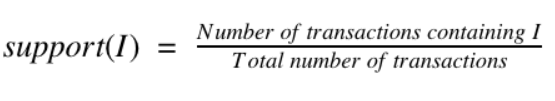 support(I) = Number of transactions containing I / Total number of transactions